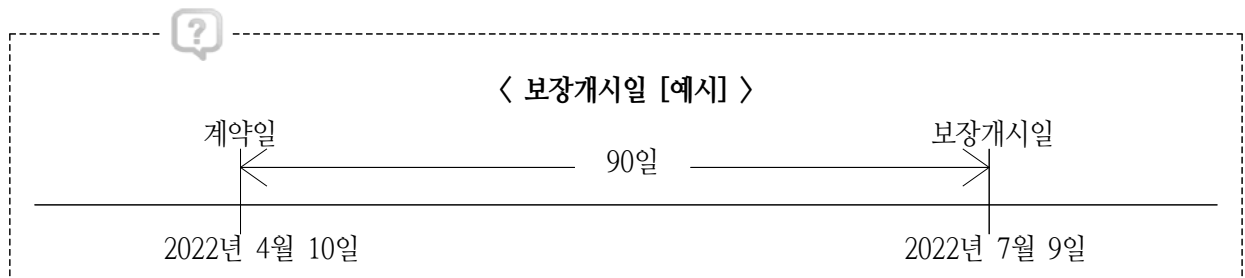 ?
〈 보장개시일 [예시] 〉
계약일 보장개시일
90일
2022년 4월 10일 2022년 7월 9일